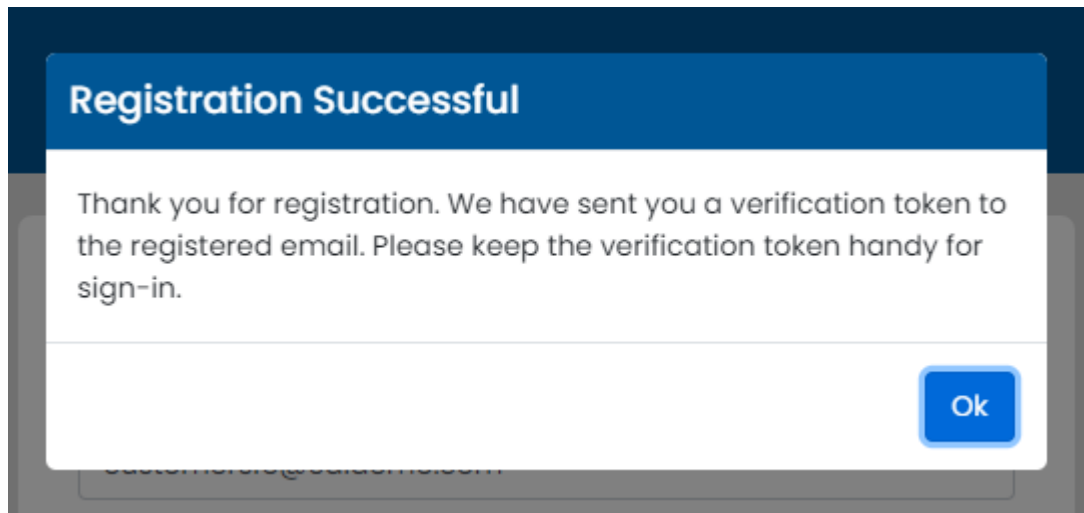 Registration Successful
Thank you for registration. We have sent you a verification token to
the registered email. Please keep the verification token handy for
sign-in.
Ok